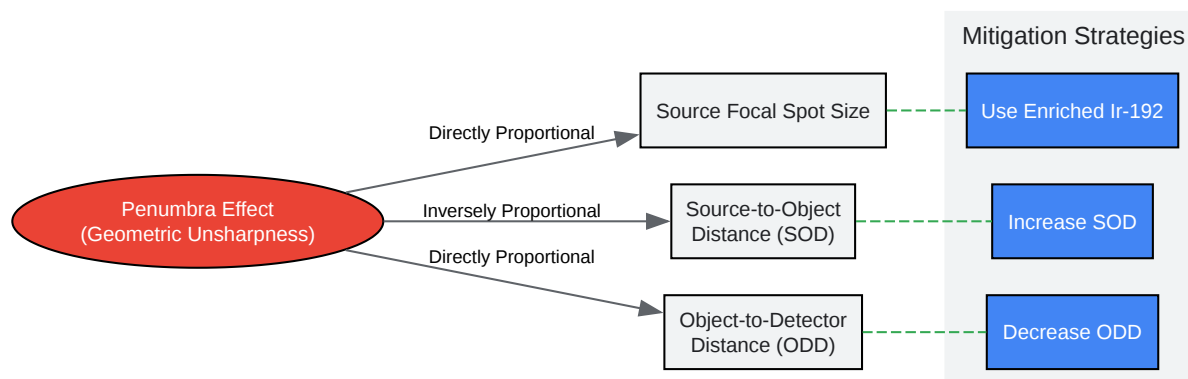 Mitigation Strategies
Source Focal Spot Size
Use Enriched Ir-192
Directly Proportional
Penumbra Effect
(Geometric Unsharpness)
Inversely Proportional
Source-to-Object
Distance (SOD)
Increase SOD
Directly Proportional
Object-to-Detector
Distance (ODD)
Decrease ODD